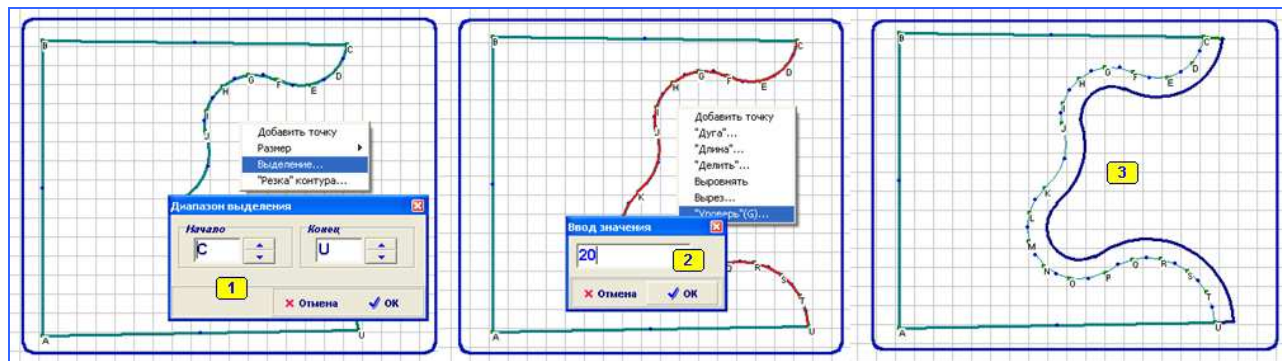 B
C
H
G
F
E
D
I
J
Добавить точку
Размер
Выделение...
"Резка" контура...
Диапазон выделения
Начало
Конец
C
U
1
Отмена
OK
A
U
B
C
H
G
F
E
D
I
J
K
Добавить точку
"Дуга"...
"Длина"...
"Делить"...
Выровнять
Вырез...
"Уровень"(G)...
Ввод значения
20
2
Отмена
OK
Q
R
S
T
A
U
B
C
H
G
F
E
D
I
J
K
L
M
N
O
P
Q
R
S
T
3
A
U